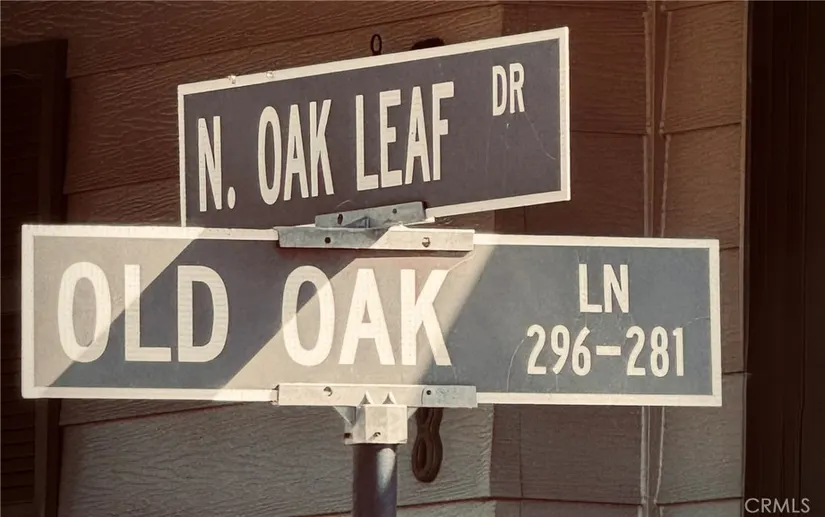 N. OAK LEAF DR
OLD OAK LN
296-281
CRMLS